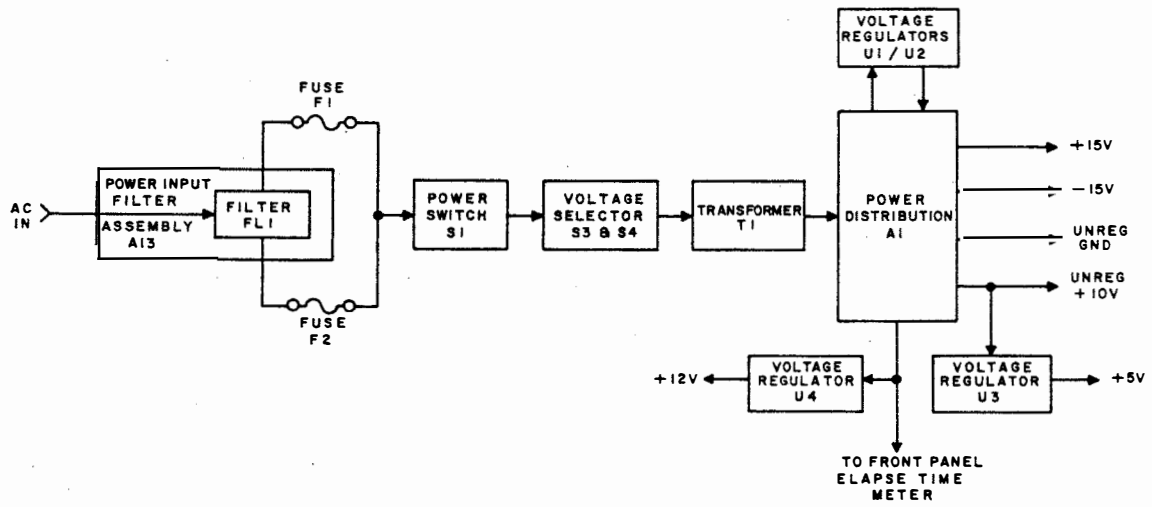 VOLTAGE
REGULATORS
U1 / U2
FUSE
F1
AC
IN
POWER INPUT
FILTER
ASSEMBLY
A13
FILTER
FL1
FUSE
F2
POWER
SWITCH
S1
VOLTAGE
SELECTOR
S3 & S4
TRANSFORMER
T1
POWER
DISTRIBUTION
A1
+15V
-15V
UNREG
GND
UNREG
+10V
+12V
VOLTAGE
REGULATOR
U4
VOLTAGE
REGULATOR
U3
+5V
TO FRONT PANEL
ELAPSE TIME
METER